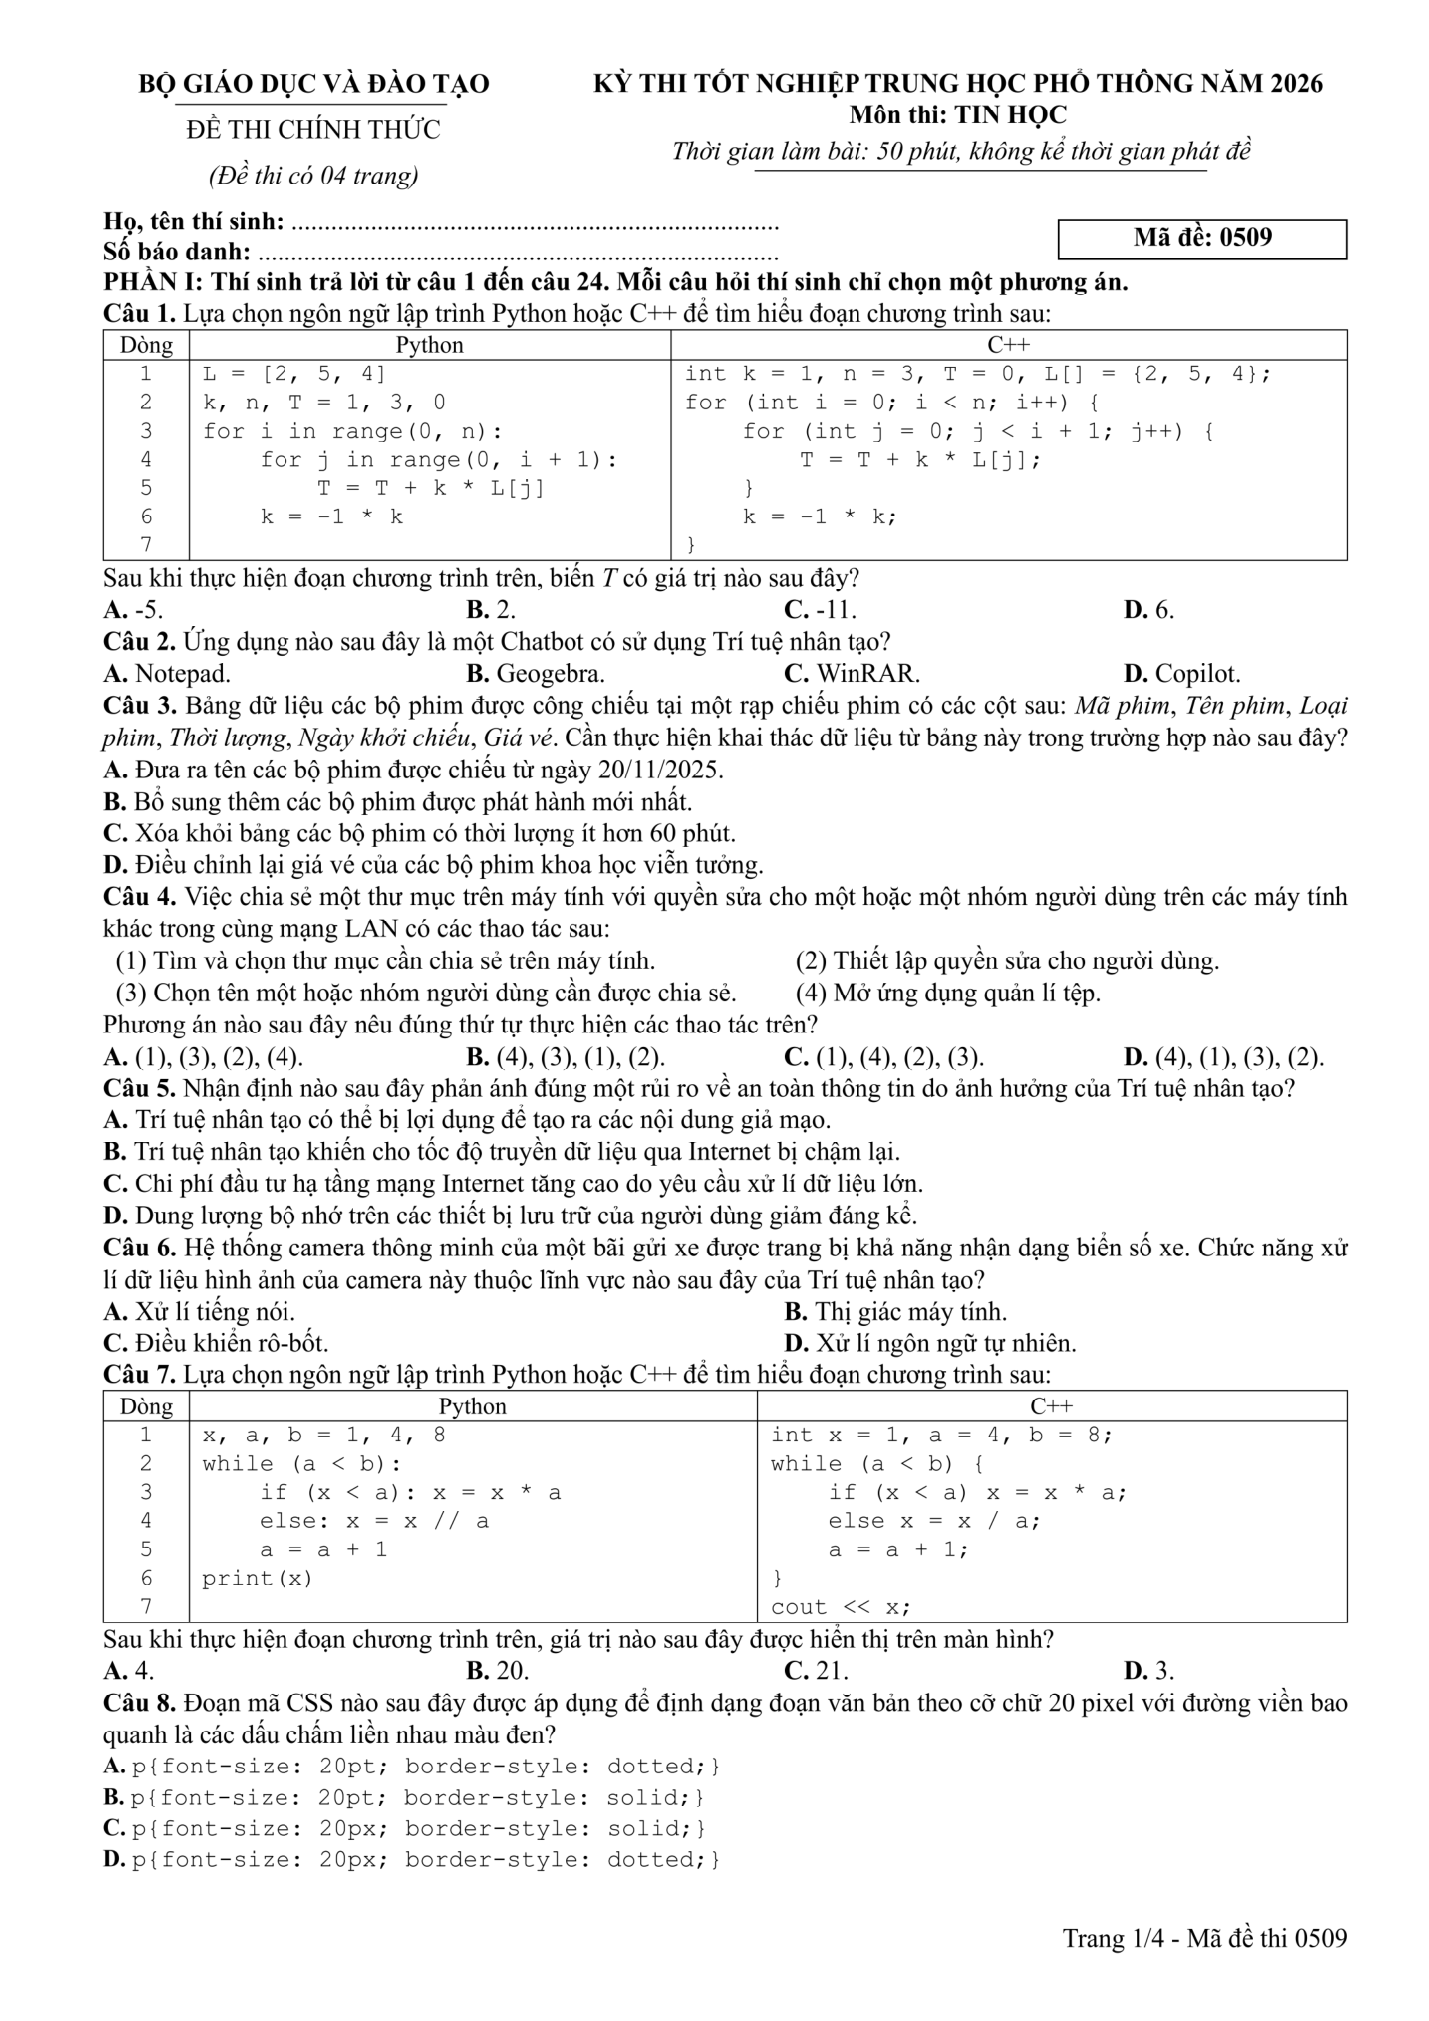 BỘ GIÁO DỤC VÀ ĐÀO TẠO
ĐỀ THI CHÍNH THỨC
(Đề thi có 04 trang)
KỲ THI TỐT NGHIỆP TRUNG HỌC PHỔ THÔNG NĂM 2026
Môn thi: TIN HỌC
Thời gian làm bài: 50 phút, không kể thời gian phát đề
Họ, tên thí sinh: ..........................................................................
Số báo danh: ...............................................................................
Mã đề: 0509
PHẦN I: Thí sinh trả lời từ câu 1 đến câu 24. Mỗi câu hỏi thí sinh chỉ chọn một phương án.
Câu 1. Lựa chọn ngôn ngữ lập trình Python hoặc C++ để tìm hiểu đoạn chương trình sau:
Dòng Python C++
1 L = [2, 5, 4] int k = 1, n = 3, T = 0, L[] = {2, 5, 4};
2 k, n, T = 1, 3, 0 for (int i = 0; i < n; i++) {
3 for i in range(0, n): for (int j = 0; j < i + 1; j++) {
4 for j in range(0, i + 1): T = T + k * L[j];
5 T = T + k * L[j] }
6 k = -1 * k k = -1 * k;
7 }
Sau khi thực hiện đoạn chương trình trên, biến T có giá trị nào sau đây?
A. -5. B. 2. C. -11. D. 6.
Câu 2. Ứng dụng nào sau đây là một Chatbot có sử dụng Trí tuệ nhân tạo?
A. Notepad. B. Geogebra. C. WinRAR. D. Copilot.
Câu 3. Bảng dữ liệu các bộ phim được công chiếu tại một rạp chiếu phim có các cột sau: Mã phim, Tên phim, Loại
phim, Thời lượng, Ngày khởi chiếu, Giá vé. Cần thực hiện khai thác dữ liệu từ bảng này trong trường hợp nào sau đây?
A. Đưa ra tên các bộ phim được chiếu từ ngày 20/11/2025.
B. Bổ sung thêm các bộ phim được phát hành mới nhất.
C. Xóa khỏi bảng các bộ phim có thời lượng ít hơn 60 phút.
D. Điều chỉnh lại giá vé của các bộ phim khoa học viễn tưởng.
Câu 4. Việc chia sẻ một thư mục trên máy tính với quyền sửa cho một hoặc một nhóm người dùng trên các máy tính
khác trong cùng mạng LAN có các thao tác sau:
(1) Tìm và chọn thư mục cần chia sẻ trên máy tính. (2) Thiết lập quyền sửa cho người dùng.
(3) Chọn tên một hoặc nhóm người dùng cần được chia sẻ. (4) Mở ứng dụng quản lí tệp.
Phương án nào sau đây nêu đúng thứ tự thực hiện các thao tác trên?
A. (1), (3), (2), (4). B. (4), (3), (1), (2). C. (1), (4), (2), (3). D. (4), (1), (3), (2).
Câu 5. Nhận định nào sau đây phản ánh đúng một rủi ro về an toàn thông tin do ảnh hưởng của Trí tuệ nhân tạo?
A. Trí tuệ nhân tạo có thể bị lợi dụng để tạo ra các nội dung giả mạo.
B. Trí tuệ nhân tạo khiến cho tốc độ truyền dữ liệu qua Internet bị chậm lại.
C. Chi phí đầu tư hạ tầng mạng Internet tăng cao do yêu cầu xử lí dữ liệu lớn.
D. Dung lượng bộ nhớ trên các thiết bị lưu trữ của người dùng giảm đáng kể.
Câu 6. Hệ thống camera thông minh của một bãi gửi xe được trang bị khả năng nhận dạng biển số xe. Chức năng xử
lí dữ liệu hình ảnh của camera này thuộc lĩnh vực nào sau đây của Trí tuệ nhân tạo?
A. Xử lí tiếng nói. B. Thị giác máy tính.
C. Điều khiển rô-bốt. D. Xử lí ngôn ngữ tự nhiên.
Câu 7. Lựa chọn ngôn ngữ lập trình Python hoặc C++ để tìm hiểu đoạn chương trình sau:
Dòng Python C++
1 x, a, b = 1, 4, 8 int x = 1, a = 4, b = 8;
2 while (a < b): while (a < b) {
3 if (x < a): x = x * a if (x < a) x = x * a;
4 else: x = x // a else x = x / a;
5 a = a + 1 a = a + 1;
6 print(x) }
7 cout << x;
Sau khi thực hiện đoạn chương trình trên, giá trị nào sau đây được hiển thị trên màn hình?
A. 4. B. 20. C. 21. D. 3.
Câu 8. Đoạn mã CSS nào sau đây được áp dụng để định dạng đoạn văn bản theo cỡ chữ 20 pixel với đường viền bao
quanh là các dấu chấm liền nhau màu đen?
A. p{font-size: 20pt; border-style: dotted;}
B. p{font-size: 20pt; border-style: solid;}
C. p{font-size: 20px; border-style: solid;}
D. p{font-size: 20px; border-style: dotted;}
Trang 1/4 - Mã đề thi 0509